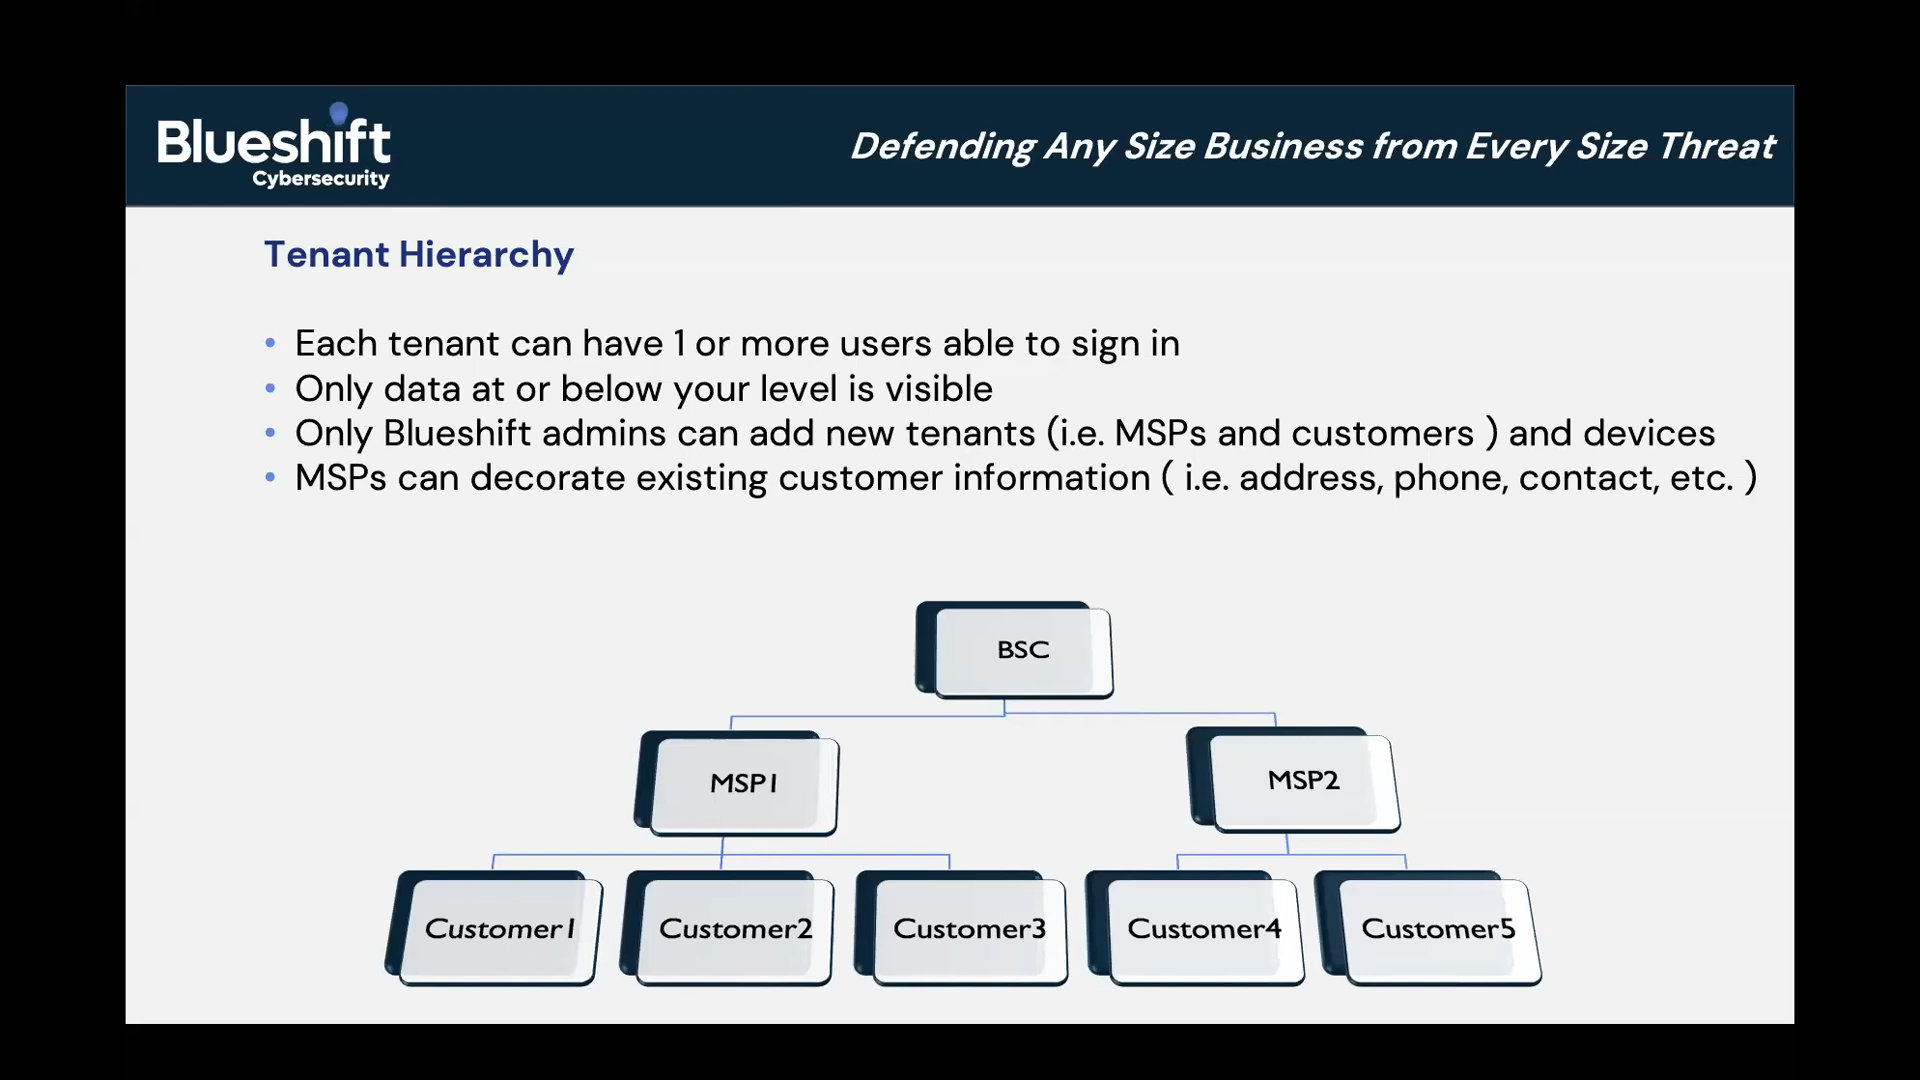 Blueshift
Cybersecurity
Defending Any Size Business from Every Size Threat
Tenant Hierarchy
• Each tenant can have 1 or more users able to sign in
• Only data at or below your level is visible
• Only Blueshift admins can add new tenants (i.e. MSPs and customers ) and devices
• MSPs can decorate existing customer information ( i.e. address, phone, contact, etc. )
BSC
MSP1
MSP2
Customer1
Customer2
Customer3
Customer4
Customer5